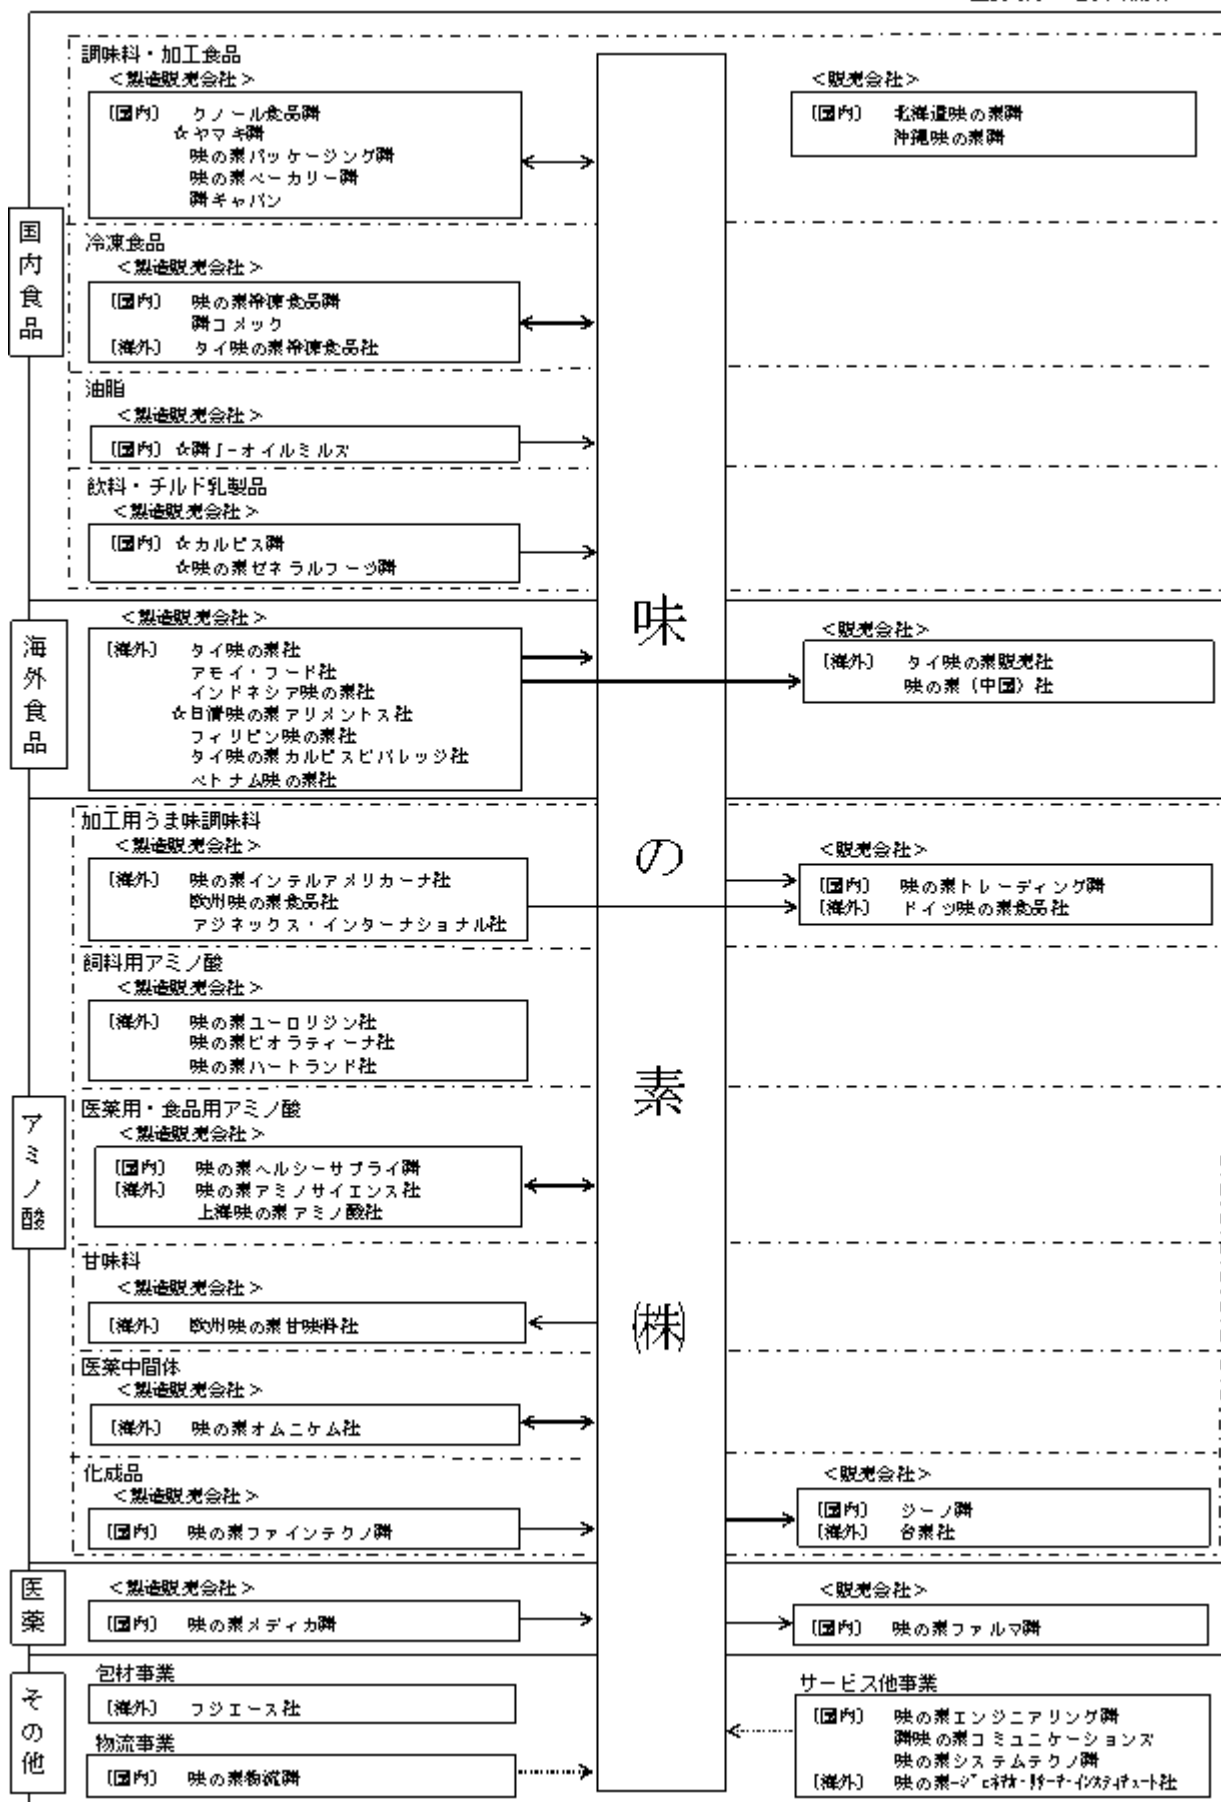 調味料・加工食品
＜製造販売会社＞
〔国内〕 クノール食品㈱
☆ヤマキ㈱
味の素パッケージング㈱
味の素ベーカリー㈱
㈱ギャバン
＜販売会社＞
〔国内〕 北海道味の素㈱
沖縄味の素㈱
国内食品
冷凍食品
＜製造販売会社＞
〔国内〕 味の素冷凍食品㈱
㈱コメック
〔海外〕 タイ味の素冷凍食品社
油脂
＜製造販売会社＞
〔国内〕 ☆㈱J-オイルミルズ
飲料・チルド乳製品
＜製造販売会社＞
〔国内〕 ☆カルピス㈱
☆味の素ゼネラルフーヅ㈱
味の素㈱
海外食品
＜製造販売会社＞
〔海外〕 タイ味の素社
アモイ・フード社
インドネシア味の素社
☆日清味の素アリメントス社
フィリピン味の素社
タイ味の素カルピスビバレッジ社
ベトナム味の素社
＜販売会社＞
〔海外〕 タイ味の素販売社
味の素（中国）社
アミノ酸
加工用うま味調味料
＜製造販売会社＞
〔海外〕 味の素インテルアメリカーナ社
欧州味の素食品社
アジネックス・インターナショナル社
＜販売会社＞
〔国内〕 味の素トレーディング㈱
〔海外〕 ドイツ味の素食品社
飼料用アミノ酸
＜製造販売会社＞
〔海外〕 味の素ユーロリジン社
味の素ビオラティーナ社
味の素ハートランド社
医薬用・食品用アミノ酸
＜製造販売会社＞
〔国内〕 味の素ヘルシーサプライ㈱
〔海外〕 味の素アミノサイエンス社
上海味の素アミノ酸社
甘味料
＜製造販売会社＞
〔海外〕 欧州味の素甘味料社
医薬中間体
＜製造販売会社＞
〔海外〕 味の素オムニケム社
化成品
＜製造販売会社＞
〔国内〕 味の素ファインテクノ㈱
＜販売会社＞
〔国内〕 ジーノ㈱
〔海外〕 台素社
医薬
＜製造販売会社＞
〔国内〕 味の素メディカ㈱
＜販売会社＞
〔国内〕 味の素ファルマ㈱
その他
包材事業
〔海外〕 フジエース社
物流事業
〔国内〕 味の素物流㈱
サービス他事業
〔国内〕 味の素エンジニアリング㈱
㈱味の素コミュニケーションズ
味の素システムテクノ㈱
〔海外〕 味の素-ｼﾞｪﾈﾁｶ･ﾘｻｰﾁ･ｲﾝｽﾃｨﾁｭｰﾄ社